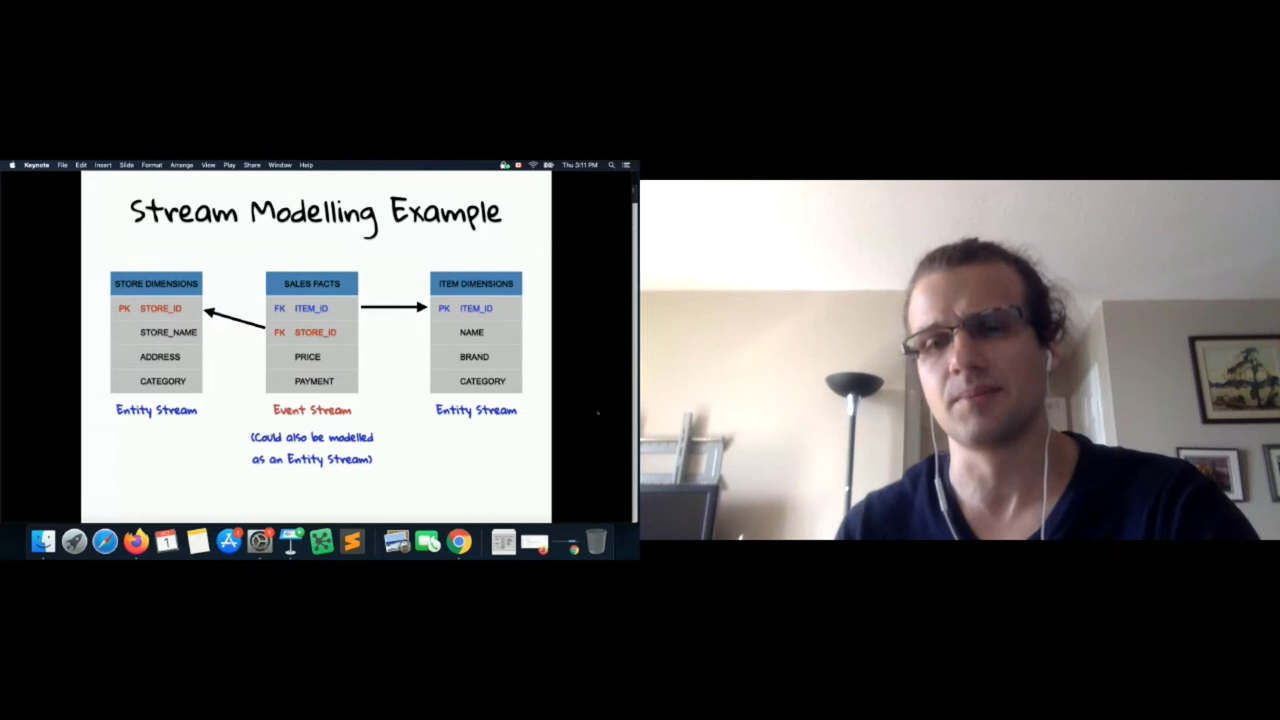 Keynote File Edit Insert Slide Format Arrange View Play Share Window Help Thu 3:11 PM
Stream Modelling Example
STORE DIMENSIONS SALES FACTS ITEM DIMENSIONS
PK STORE_ID FK ITEM_ID PK ITEM_ID
STORE_NAME FK STORE_ID NAME
ADDRESS PRICE BRAND
CATEGORY PAYMENT CATEGORY
Entity Stream Event Stream Entity Stream
(Could also be modelled
as an Entity Stream)